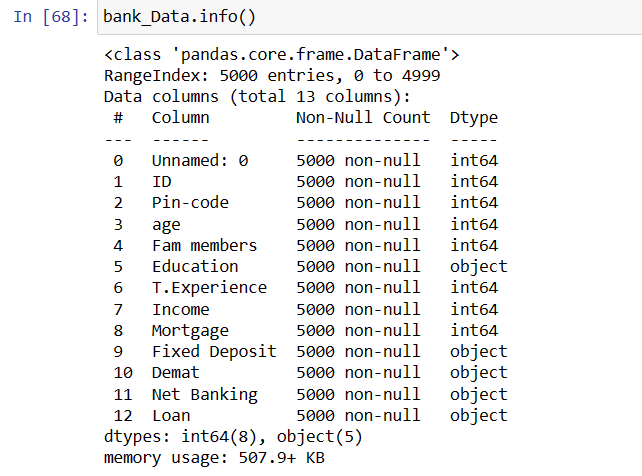 In [68]: bank_Data.info()
<class 'pandas.core.frame.DataFrame'>
RangeIndex: 5000 entries, 0 to 4999
Data columns (total 13 columns):
 #   Column         Non-Null Count  Dtype
---  ------         --------------  -----
 0   Unnamed: 0     5000 non-null   int64
 1   ID             5000 non-null   int64
 2   Pin-code       5000 non-null   int64
 3   age            5000 non-null   int64
 4   Fam members    5000 non-null   int64
 5   Education      5000 non-null   object
 6   T.Experience   5000 non-null   int64
 7   Income         5000 non-null   int64
 8   Mortgage       5000 non-null   int64
 9   Fixed Deposit  5000 non-null   object
 10  Demat          5000 non-null   object
 11  Net Banking    5000 non-null   object
 12  Loan           5000 non-null   object
dtypes: int64(8), object(5)
memory usage: 507.9+ KB